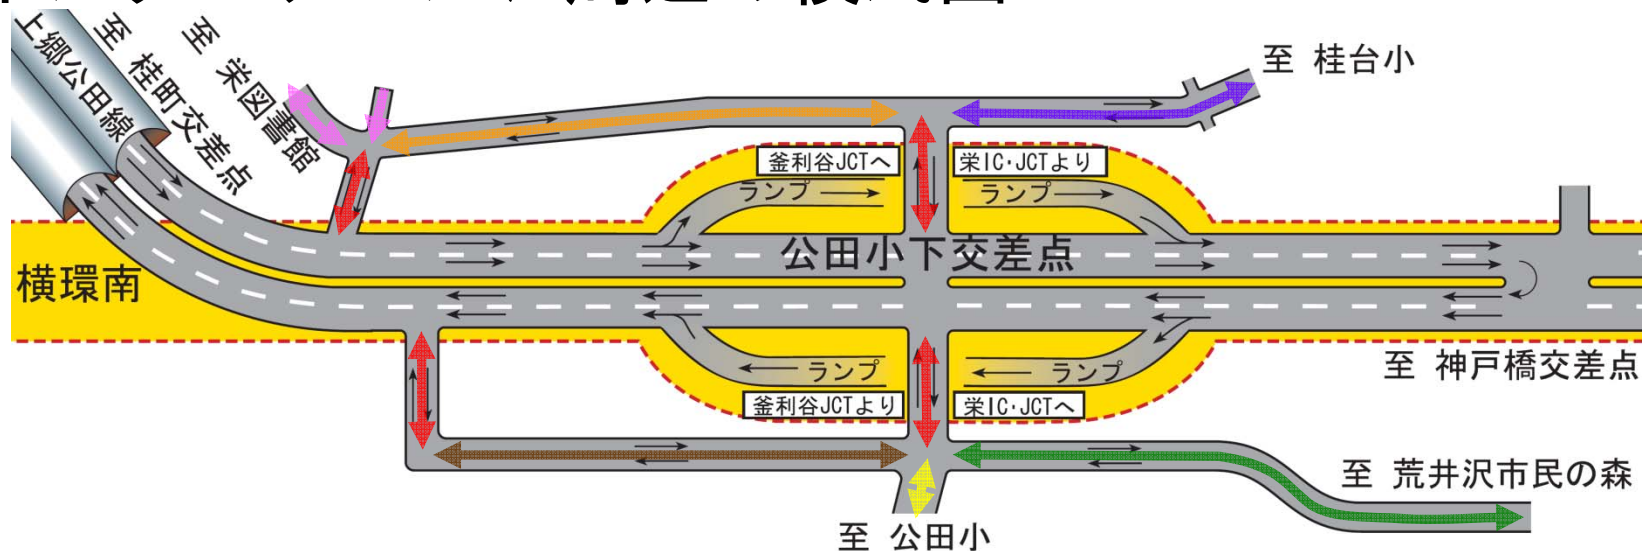 至 桂台小
至 栄図書館
至 桂町交差点
上郷公田線
釜利谷JCTへ
栄IC・JCTより
ランプ
ランプ
公田小下交差点
横環南
ランプ
ランプ
釜利谷JCTより
栄IC・JCTへ
至 神戸橋交差点
至 荒井沢市民の森
至 公田小